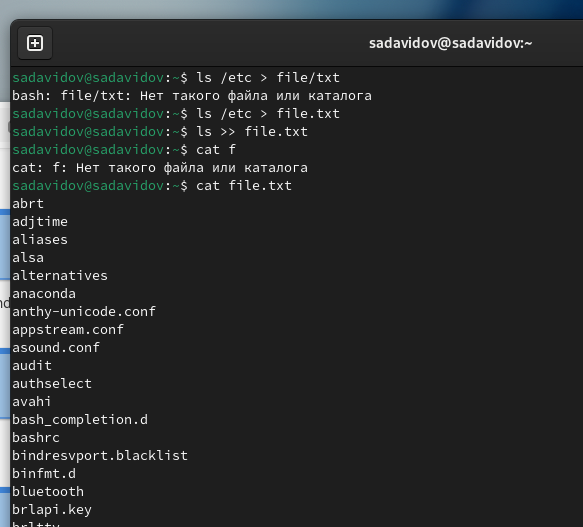 sadavidov@sadavidov:~
sadavidov@sadavidov:~$ ls /etc > file/txt
bash: file/txt: Нет такого файла или каталога
sadavidov@sadavidov:~$ ls /etc > file.txt
sadavidov@sadavidov:~$ ls >> file.txt
sadavidov@sadavidov:~$ cat f
cat: f: Нет такого файла или каталога
sadavidov@sadavidov:~$ cat file.txt
abrt
adjtime
aliases
alsa
alternatives
anaconda
anthy-unicode.conf
appstream.conf
asound.conf
audit
authselect
avahi
bash_completion.d
bashrc
bindresvport.blacklist
binfmt.d
bluetooth
brlapi.key